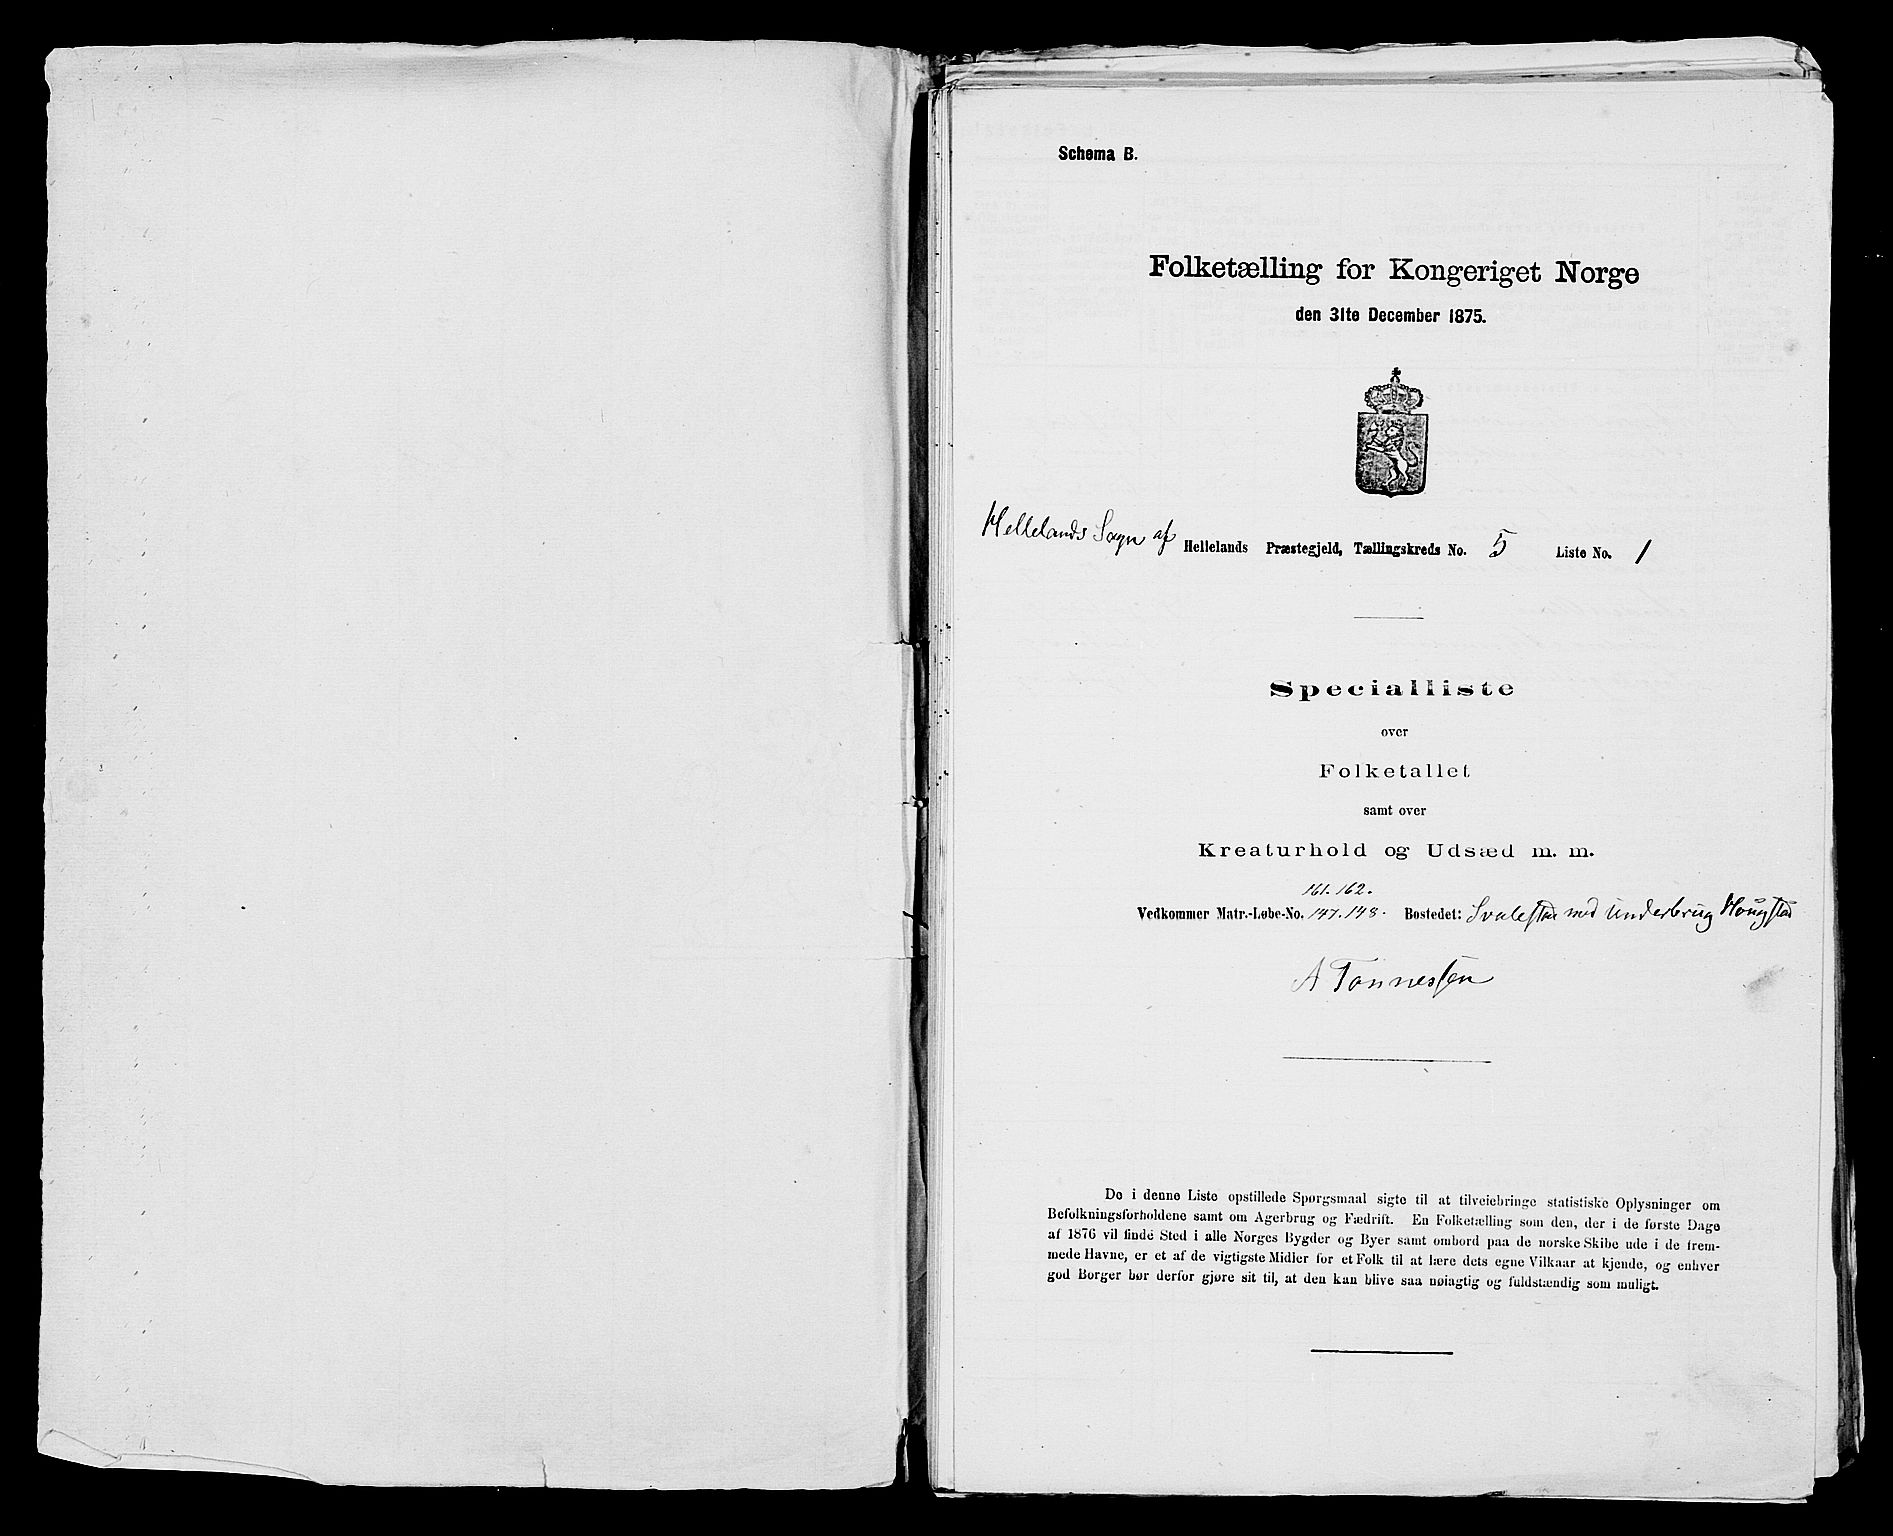 Schema B.
Folketælling for Kongeriget Norge
den 31te December 1875.
Hellelands Sogn af Hellelands Præstegjeld, Tællingskreds No. 5 Liste No. 1
Specialliste
over
Folketallet
samt over
Kreaturhold og Udsæd m. m.
161. 162.
Vedkommer Matr.-Løbe-No. 147. 148. Bostedet: Svalestad med Underbrug Hougstad
A Tønnessen
De i denne Liste opstillede Spørgsmaal sigte til at tilveiebringe statistiske Oplysninger om
Befolkningsforholdene samt om Agerbrug og Fædrift. En Folketælling som den, der i de første Dage
af 1876 vil finde Sted i alle Norges Bygder og Byer samt ombord paa de norske Skibe ude i de frem-
mede Havne, er et af de vigtigste Midler for et Folk til at lære dets egne Vilkaar at kjende, og enhver
god Borger bør derfor gjøre sit til, at den kan blive saa nøiagtig og fuldstændig som muligt.